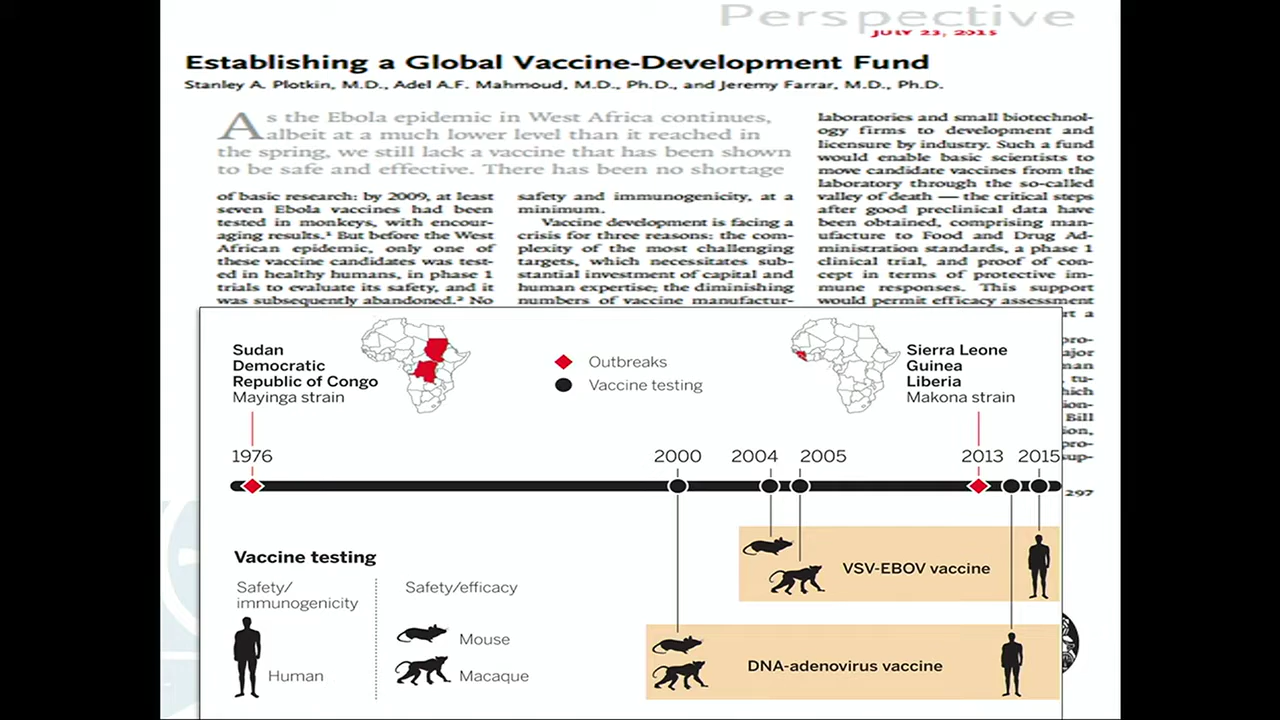 Perspective
JULY 23, 2015
Establishing a Global Vaccine-Development Fund
Stanley A. Plotkin, M.D., Adel A.F. Mahmoud, M.D., Ph.D., and Jeremy Farrar, M.D., Ph.D.
As the Ebola epidemic in West Africa continues,
albeit at a much lower level than it reached in
the spring, we still lack a vaccine that has been shown
to be safe and effective. There has been no shortage
of basic research: by 2009, at least
seven Ebola vaccines had been
tested in monkeys, with encour-
aging results.¹ But before the West
African epidemic, only one of
these vaccine candidates was test-
ed in healthy humans, in phase 1
trials to evaluate its safety, and it
was subsequently abandoned.² No
safety and immunogenicity, at a
minimum.
Vaccine development is facing a
crisis for three reasons: the com-
plexity of the most challenging
targets, which necessitates sub-
stantial investment of capital and
human expertise; the diminishing
numbers of vaccine manufactur-
laboratories and small biotechnol-
ogy firms to development and
licensure by industry. Such a fund
would enable basic scientists to
move candidate vaccines from the
laboratory through the so-called
valley of death — the critical steps
after good preclinical data have
been obtained, comprising man-
ufacture to Food and Drug Ad-
ministration standards, a phase 1
clinical trial, and proof of con-
cept in terms of protective im-
mune responses. This support
would permit efficacy assessment
rt a
pro-
ajor
man
tu-
hich
ion-
Bill
ion,
pro-
sup-
297
Sudan
Democratic
Republic of Congo
Mayinga strain
Outbreaks
Vaccine testing
Sierra Leone
Guinea
Liberia
Makona strain
1976
2000
2004
2005
2013
2015
Vaccine testing
Safety/
immunogenicity
Human
Safety/efficacy
Mouse
Macaque
VSV-EBOV vaccine
DNA-adenovirus vaccine